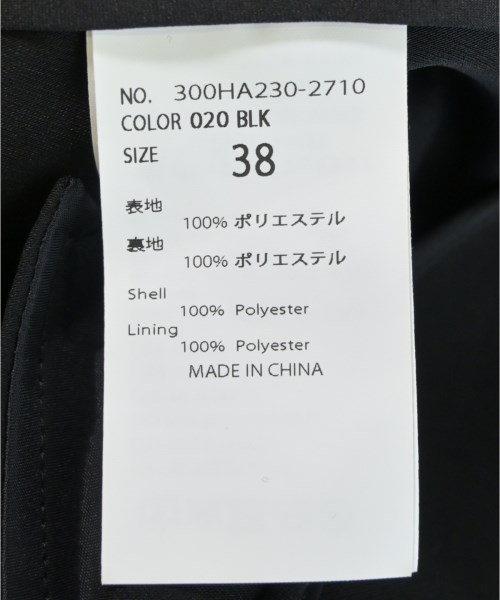 NO. 300HA230-2710
COLOR 020 BLK
SIZE 38
表地
100% ポリエステル
裏地
100% ポリエステル
Shell
100% Polyester
Lining
100% Polyester
MADE IN CHINA